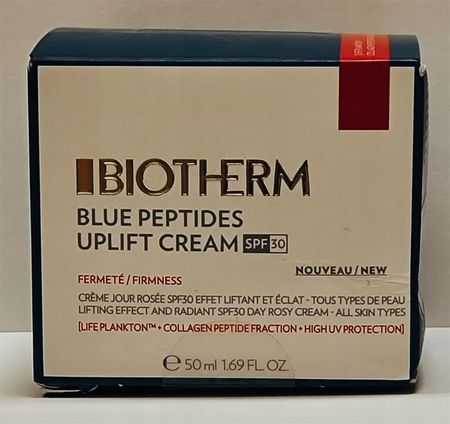 BIOTHERM
BLUE PEPTIDES
UPLIFT CREAM SPF 30
NOUVEAU / NEW
FERMETÉ / FIRMNESS
CRÈME JOUR ROSÉE SPF30 EFFET LIFTANT ET ÉCLAT - TOUS TYPES DE PEAU
LIFTING EFFECT AND RADIANT SPF30 DAY ROSY CREAM - ALL SKIN TYPES
[LIFE PLANKTON™ + COLLAGEN PEPTIDE FRACTION + HIGH UV PROTECTION]
℮ 50 ml 1.69 FL. OZ.